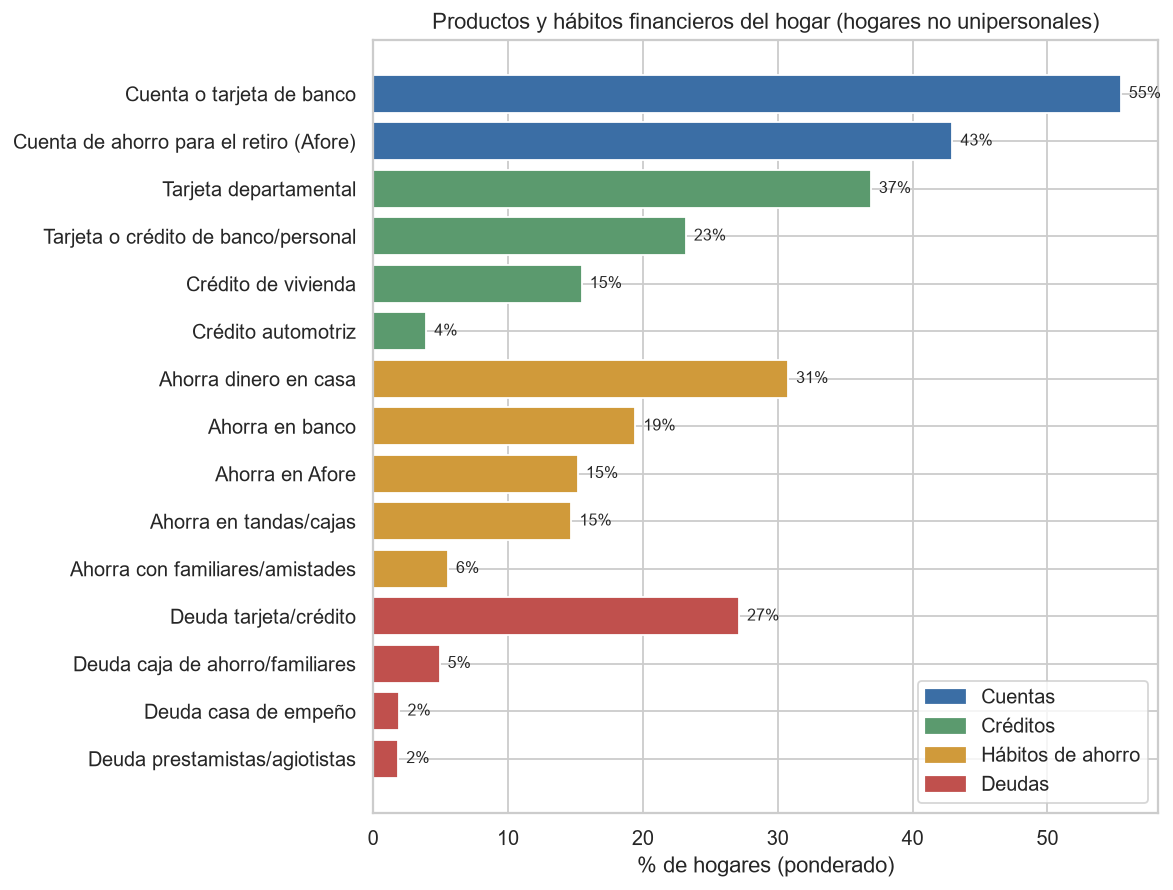 Productos y hábitos financieros del hogar (hogares no unipersonales)
Cuenta o tarjeta de banco 55%
Cuenta de ahorro para el retiro (Afore) 43%
Tarjeta departamental 37%
Tarjeta o crédito de banco/personal 23%
Crédito de vivienda 15%
Crédito automotriz 4%
Ahorra dinero en casa 31%
Ahorra en banco 19%
Ahorra en Afore 15%
Ahorra en tandas/cajas 15%
Ahorra con familiares/amistades 6%
Deuda tarjeta/crédito 27%
Deuda caja de ahorro/familiares 5%
Deuda casa de empeño 2%
Deuda prestamistas/agiotistas 2%
Cuentas
Créditos
Hábitos de ahorro
Deudas
0 10 20 30 40 50
% de hogares (ponderado)